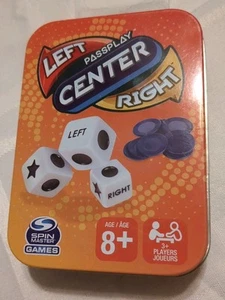 LEFT
PASSPLAY
CENTER
RIGHT
LEFT
RIGHT
SPIN
MASTER
GAMES
AGE / ÂGE
8+
3+
PLAYERS
JOUEURS